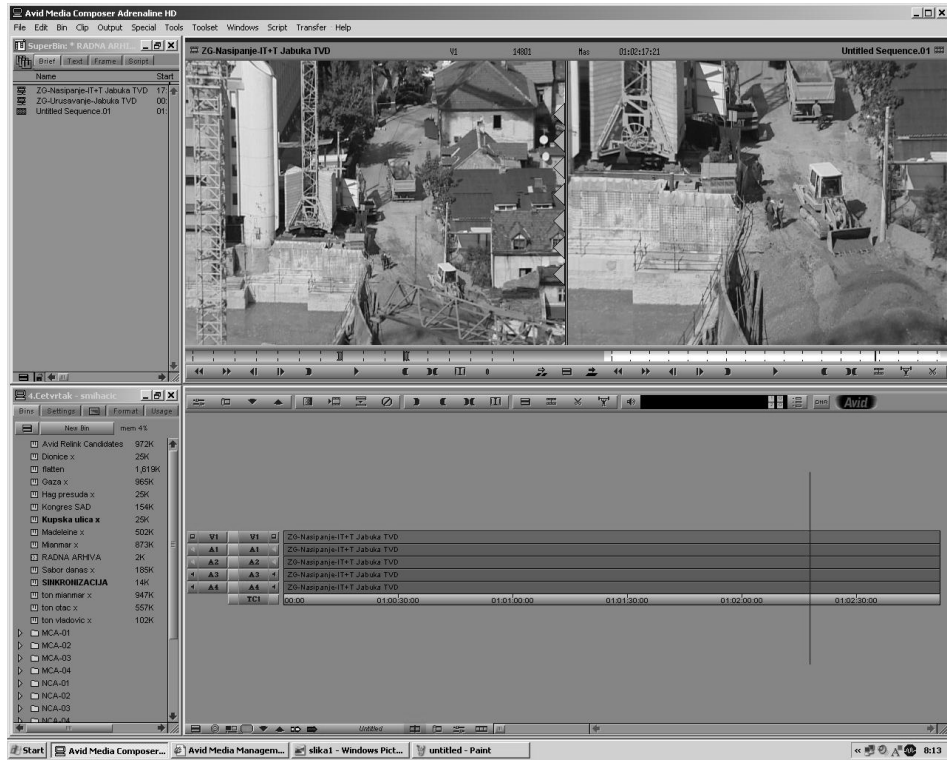 Avid Media Composer Adrenaline HD
File Edit Bin Clip Output Special Tools Toolset Windows Script Transfer Help
SuperBin: * RADNA ARHI...
Brief Text Frame Script
Name Start
ZG-Nasipanje-IT+T Jabuka TVD 17:
ZG-Urusavanje-Jabuka TVD 00:
Untitled Sequence.01 01:
ZG-Nasipanje-IT+T Jabuka TVD V1 14801 Mas 01:02:17:21 Untitled Sequence.01
4.Cetvrtak - smihacic
Bins Settings Format Usage
New Bin mem 4%
Avid Relink Candidates 972K
Dionice x 25K
flatten 1,619K
Gaza x 965K
Hag presuda x 25K
Kongres SAD 154K
Kupska ulica x 25K
Madeleine x 502K
Mianmar x 873K
RADNA ARHIVA 2K
Sabor danas x 185K
SINKRONIZACIJA 14K
ton mianmar x 947K
ton otac x 557K
ton vladovic x 102K
MCA-01
MCA-02
MCA-03
MCA-04
NCA-01
NCA-02
NCA-03
NCA-04
Avid
V1 V1 ZG-Nasipanje-IT+T Jabuka TVD
A1 A1 ZG-Nasipanje-IT+T Jabuka TVD
A2 A2 ZG-Nasipanje-IT+T Jabuka TVD
A3 A3 ZG-Nasipanje-IT+T Jabuka TVD
A4 A4 ZG-Nasipanje-IT+T Jabuka TVD
TC1 00:00 01:00:30:00 01:01:00:00 01:01:30:00 01:02:00:00 01:02:30:00
Untitled
Start Avid Media Composer... Avid Media Managem... slika1 - Windows Pict... untitled - Paint 8:13